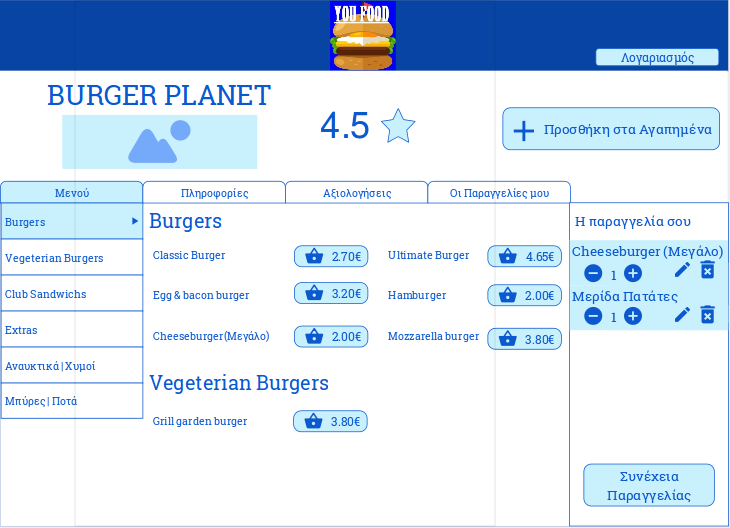 YOU FOOD
Λογαριασμός
BURGER PLANET
4.5
Προσθήκη στα Αγαπημένα
Μενού
Πληροφορίες
Αξιολογήσεις
Οι Παραγγελίες μου
Burgers
Vegeterian Burgers
Club Sandwichs
Extras
Αναυκτικά | Χυμοί
Μπύρες | Ποτά
Burgers
Classic Burger 2.70€
Ultimate Burger 4.65€
Egg & bacon burger 3.20€
Hamburger 2.00€
Cheeseburger(Μεγάλο) 2.00€
Mozzarella burger 3.80€
Vegeterian Burgers
Grill garden burger 3.80€
Η παραγγελία σου
Cheeseburger (Μεγάλο)
1
Μερίδα Πατάτες
1
Συνέχεια
Παραγγελίας